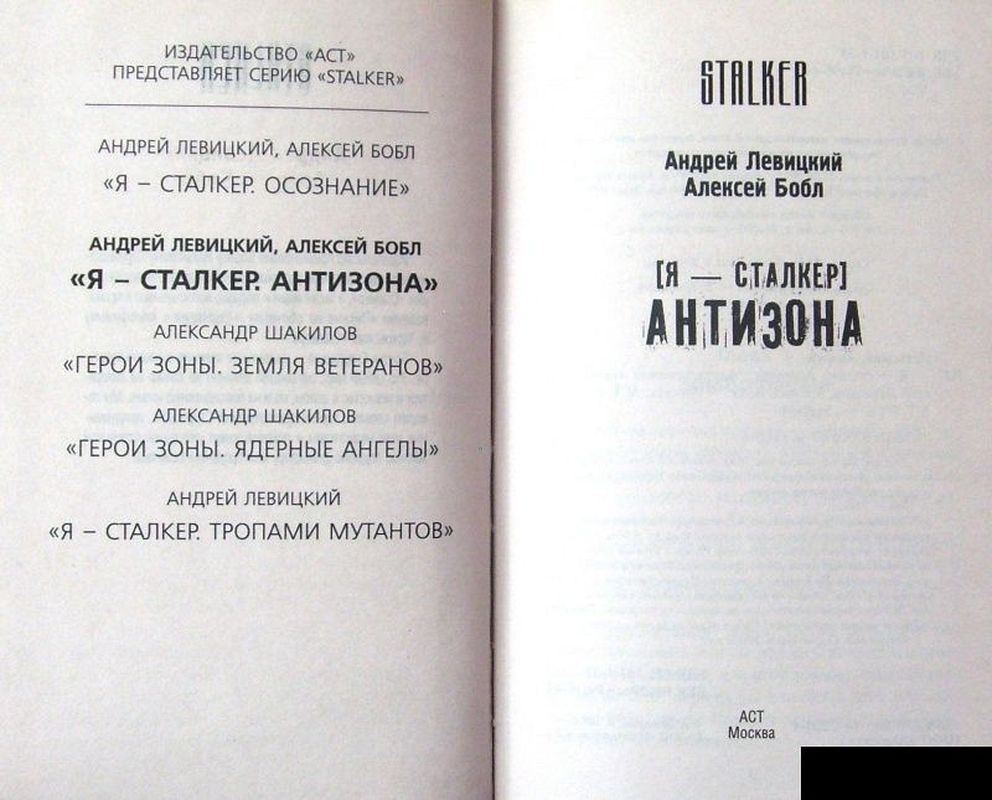 ИЗДАТЕЛЬСТВО «АСТ»
ПРЕДСТАВЛЯЕТ СЕРИЮ «STALKER»
АНДРЕЙ ЛЕВИЦКИЙ, АЛЕКСЕЙ БОБЛ
«Я – СТАЛКЕР. ОСОЗНАНИЕ»
АНДРЕЙ ЛЕВИЦКИЙ, АЛЕКСЕЙ БОБЛ
«Я – СТАЛКЕР. АНТИЗОНА»
АЛЕКСАНДР ШАКИЛОВ
«ГЕРОИ ЗОНЫ. ЗЕМЛЯ ВЕТЕРАНОВ»
АЛЕКСАНДР ШАКИЛОВ
«ГЕРОИ ЗОНЫ. ЯДЕРНЫЕ АНГЕЛЫ»
АНДРЕЙ ЛЕВИЦКИЙ
«Я – СТАЛКЕР. ТРОПАМИ МУТАНТОВ»
STALKER
Андрей Левицкий
Алексей Бобл
[Я — СТАЛКЕР]
АНТИЗОНА
АСТ
Москва